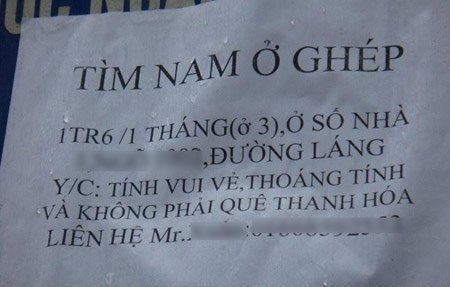 TÌM NAM Ở GHÉP
1TR6 /1 THÁNG(ở 3),Ở SỐ NHÀ
,ĐƯỜNG LÁNG
Y/C: TÍNH VUI VẺ,THOÁNG TÍNH
VÀ KHÔNG PHẢI QUÊ THANH HÓA
LIÊN HỆ Mr.